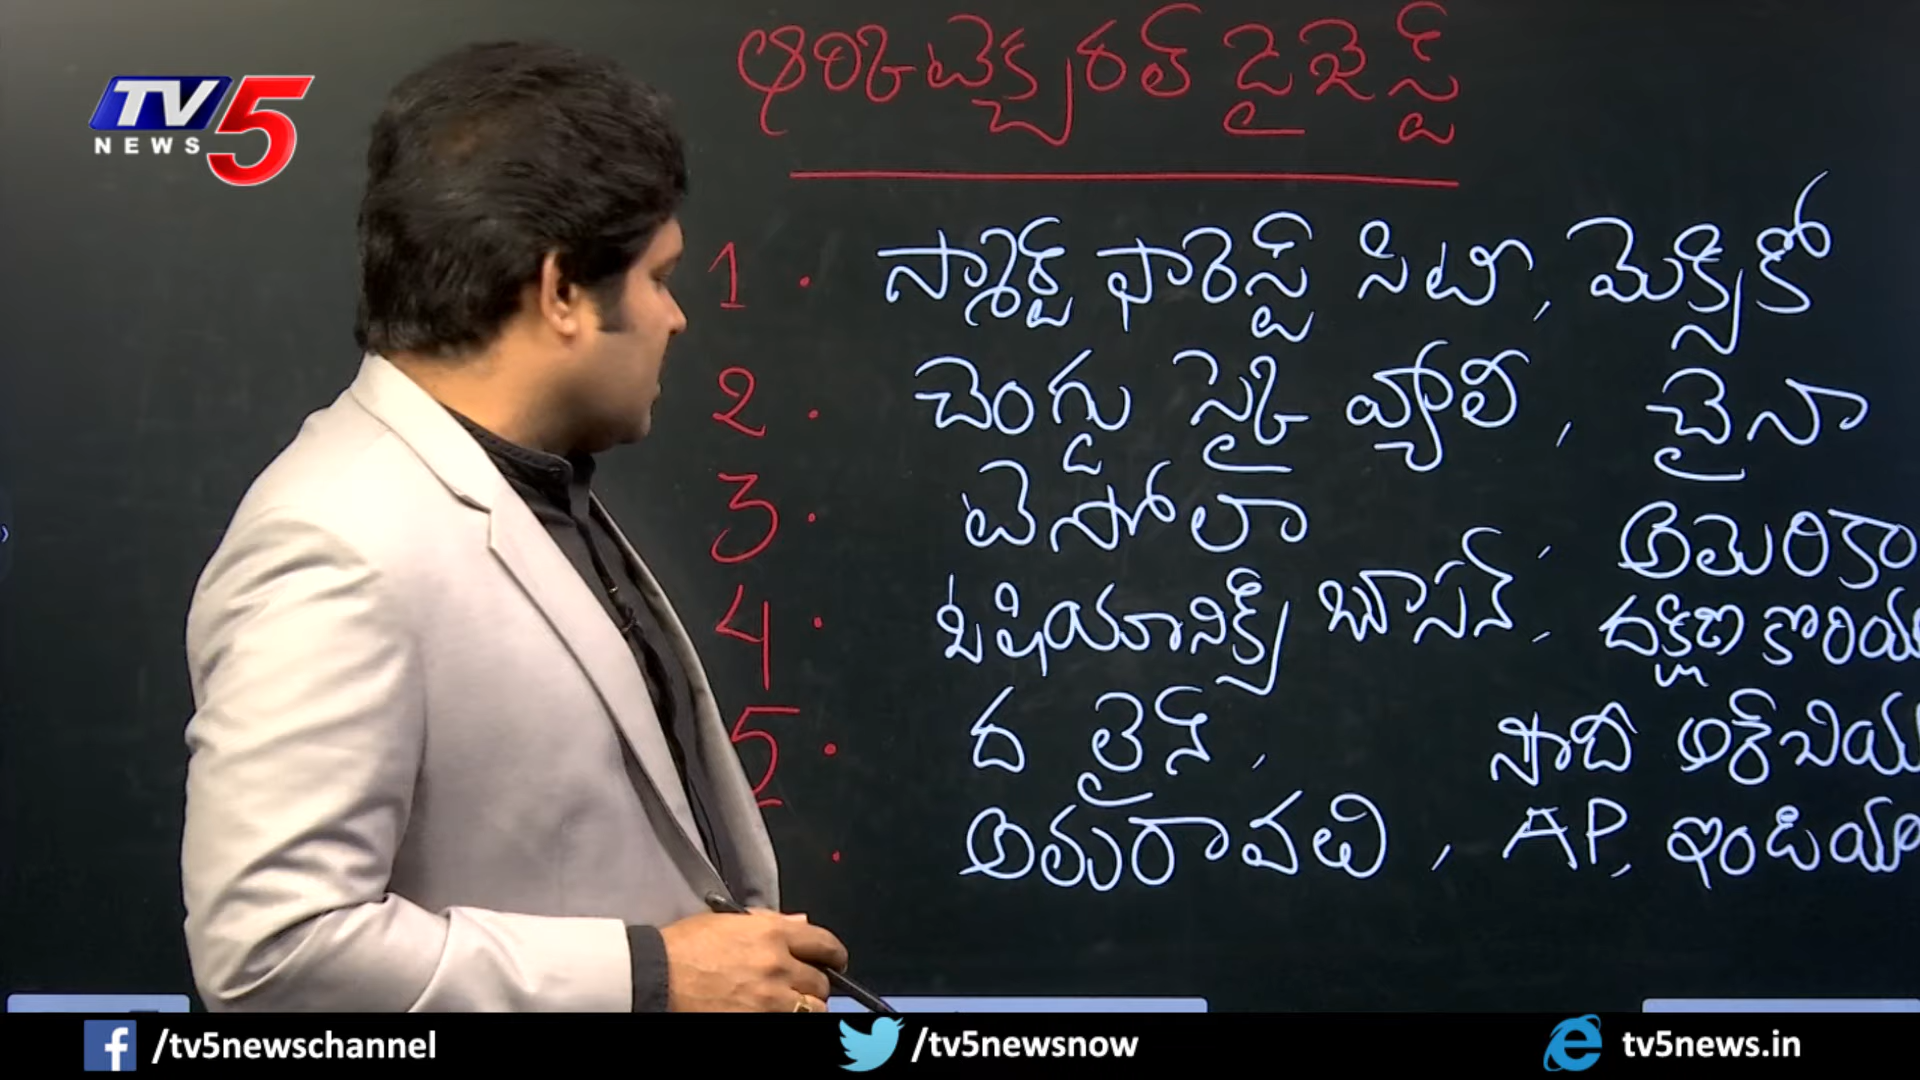 TV5
NEWS
ఆర్కిటెక్చరల్ డైజెస్ట్
1. స్మార్ట్ ఫారెస్ట్ సిటీ, మెక్సికో
2. చెంగ్డు స్కై వ్యాలీ, చైనా
3. టెసోలా, అమెరికా
4. ఓషియానిక్స్ బూసన్, దక్షిణ కొరియ
5. ద లైన్, సౌదీ అరేబియ
. అమరావతి, AP, ఇండియా
/tv5newschannel
/tv5newsnow
tv5news.in